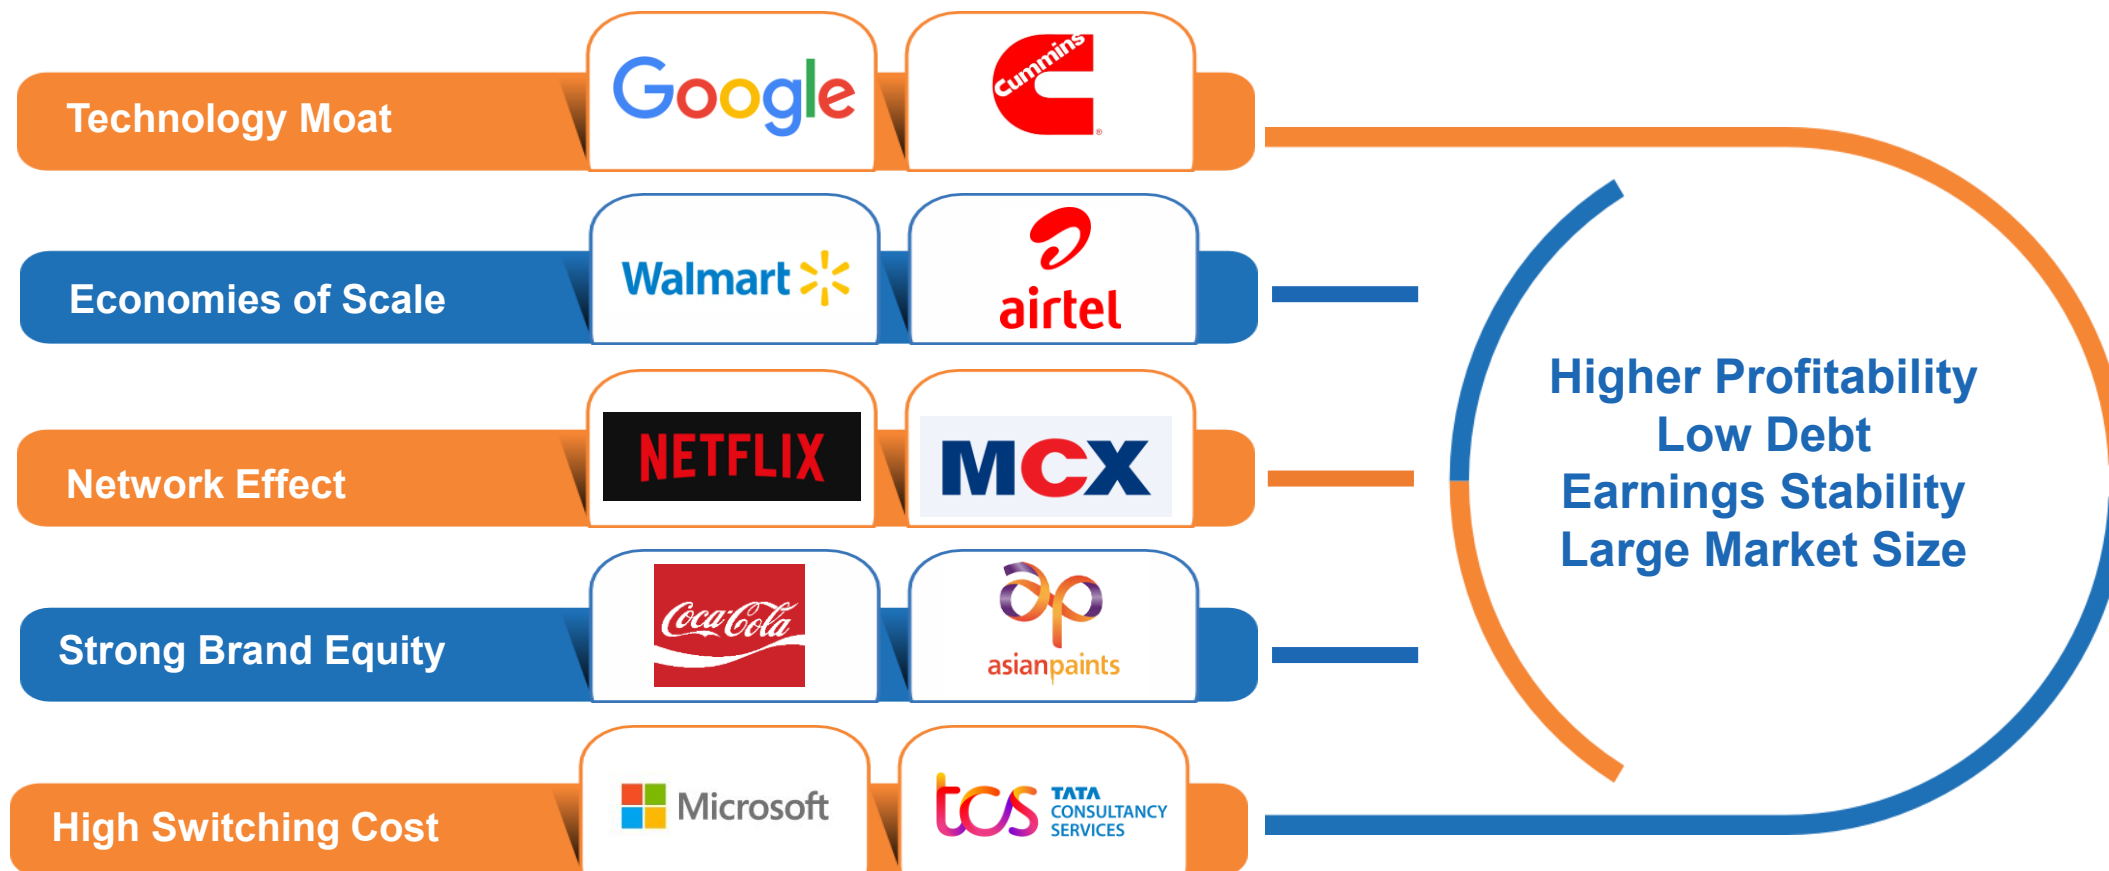 Technology Moat
Google
Cummins
®
Economies of Scale
Walmart
airtel
Network Effect
NETFLIX
MCX
Strong Brand Equity
Coca-Cola
ap
asianpaints
High Switching Cost
Microsoft
tcs
TATA
CONSULTANCY
SERVICES
Higher Profitability
Low Debt
Earnings Stability
Large Market Size